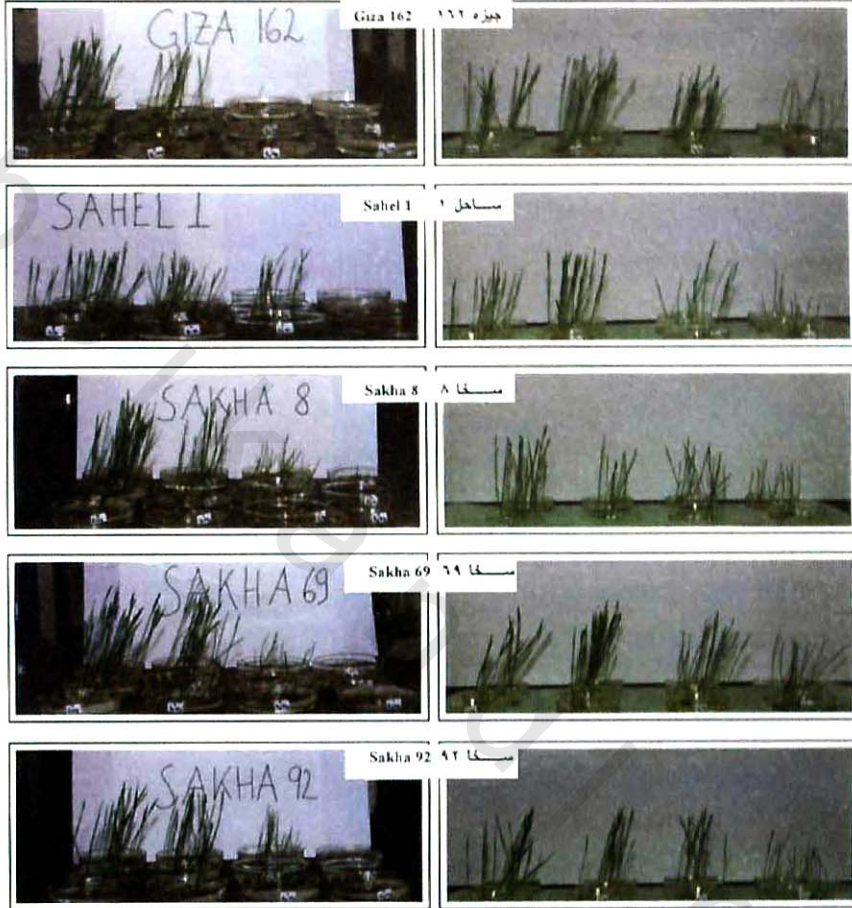 Giza 162 جيزه ١٦٢
GIZA 162
Sahel 1 ساحل ١
SAHEL 1
Sakha 8 سخا ٨
SAKHA 8
Sakha 69 سخا ٦٩
SAKHA 69
Sakha 92 سخا ٩٢
SAKHA 92